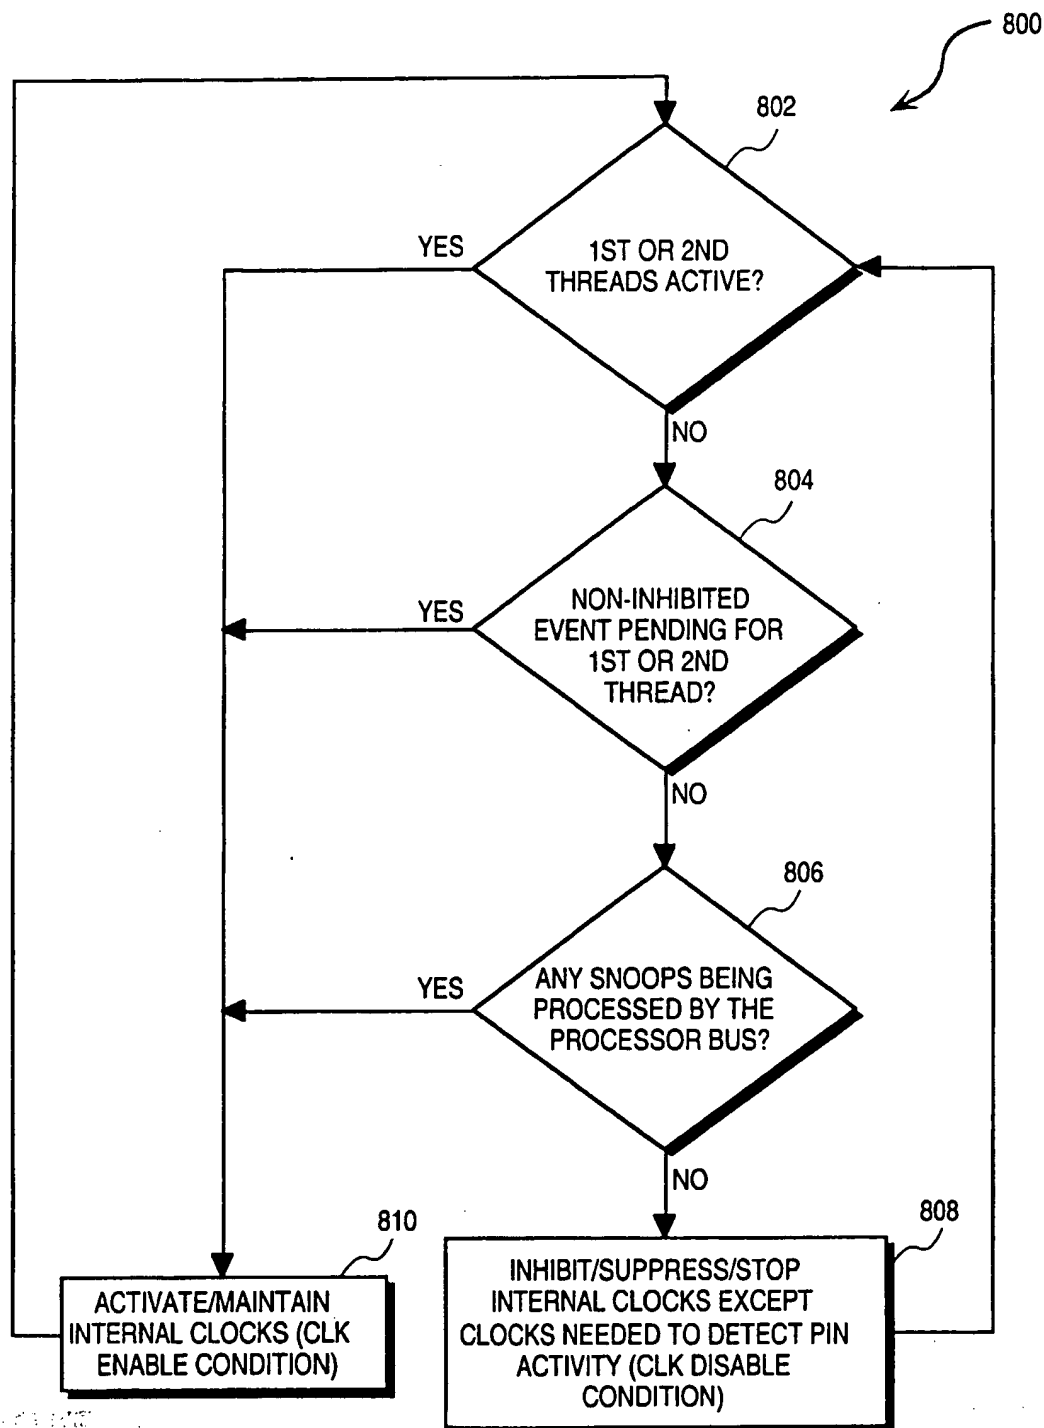 800
802
YES
1ST OR 2ND
THREADS ACTIVE?
NO
804
YES
NON-INHIBITED
EVENT PENDING FOR
1ST OR 2ND
THREAD?
NO
806
YES
ANY SNOOPS BEING
PROCESSED BY THE
PROCESSOR BUS?
NO
810
808
ACTIVATE/MAINTAIN
INTERNAL CLOCKS (CLK
ENABLE CONDITION)
INHIBIT/SUPPRESS/STOP
INTERNAL CLOCKS EXCEPT
CLOCKS NEEDED TO DETECT PIN
ACTIVITY (CLK DISABLE
CONDITION)